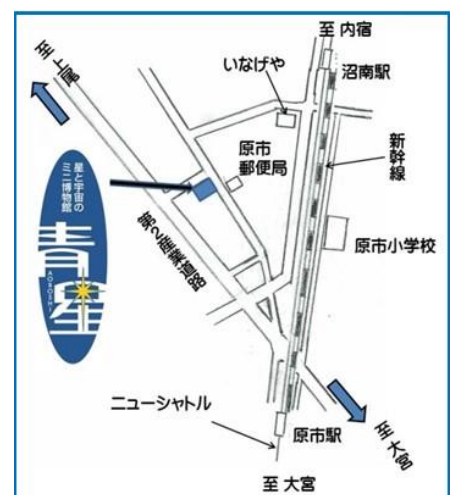 至 内宿
至 上尾
沼南駅
いなげや
新幹線
原市
郵便局
星と宇宙の
ミニ博物館
青星
AOBOSHI
第2産業道路
原市小学校
ニューシャトル
原市駅
至 大宮
至 大宮